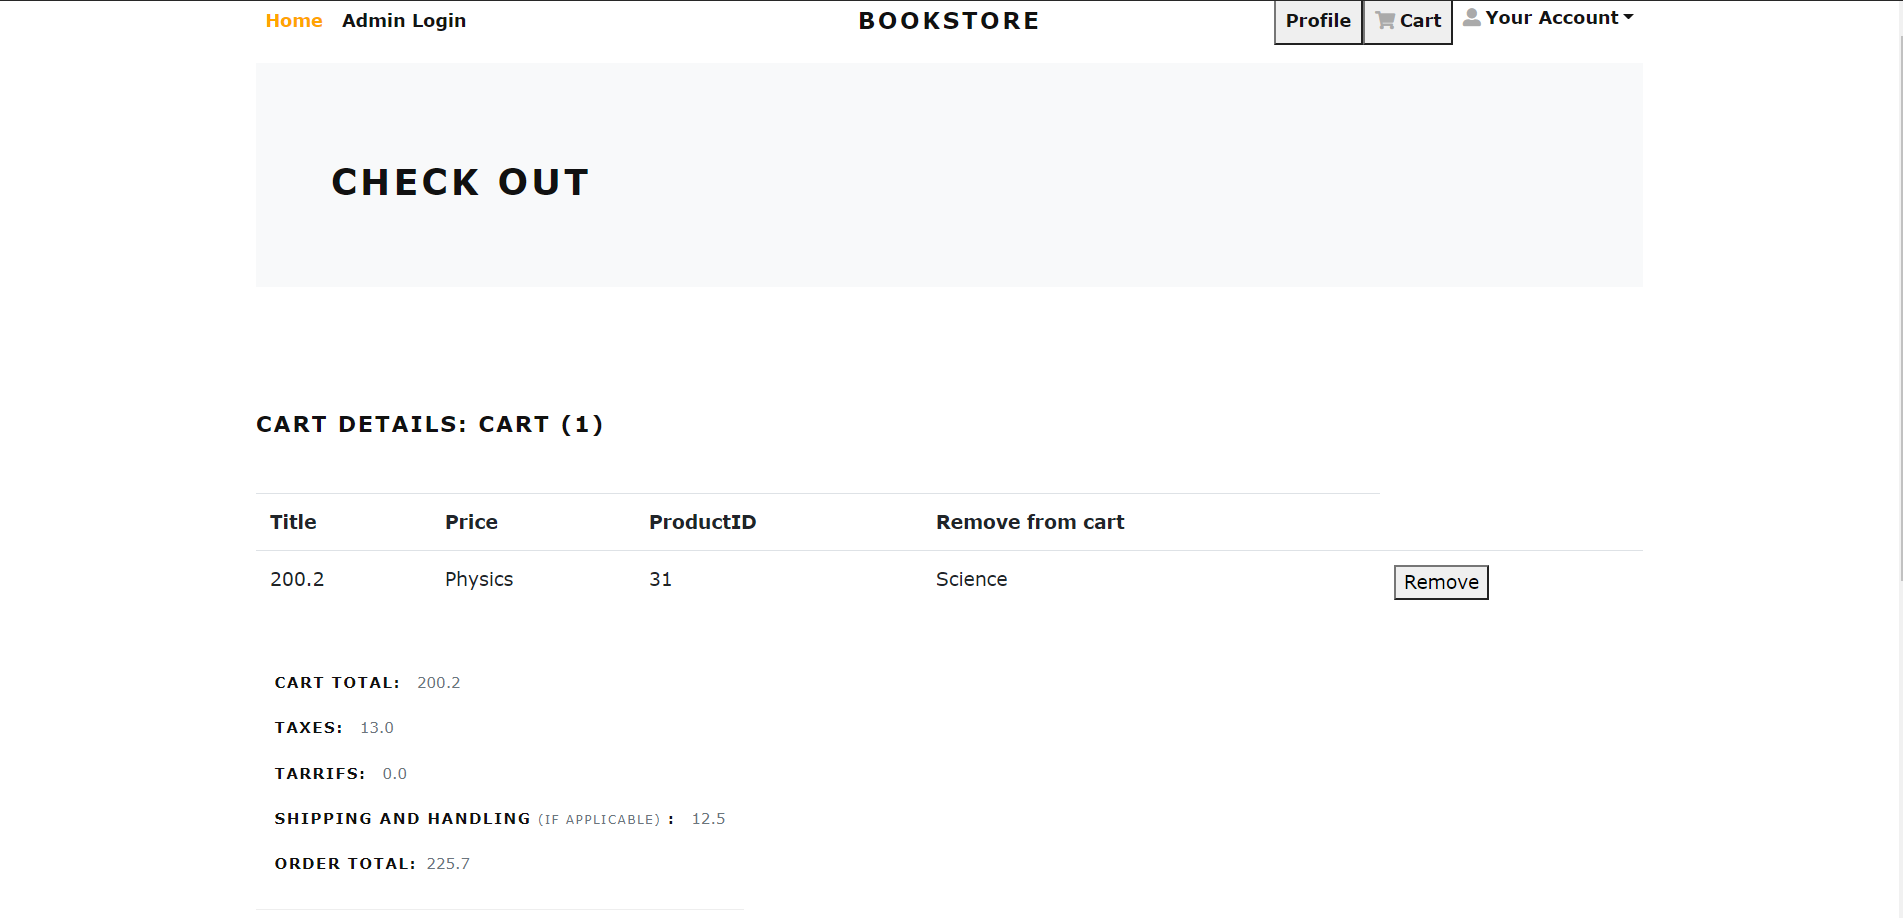 Home Admin Login BOOKSTORE Profile Cart Your Account
CHECK OUT
CART DETAILS: CART (1)
Title Price ProductID Remove from cart
200.2 Physics 31 Science Remove
CART TOTAL: 200.2
TAXES: 13.0
TARRIFS: 0.0
SHIPPING AND HANDLING (IF APPLICABLE) : 12.5
ORDER TOTAL: 225.7